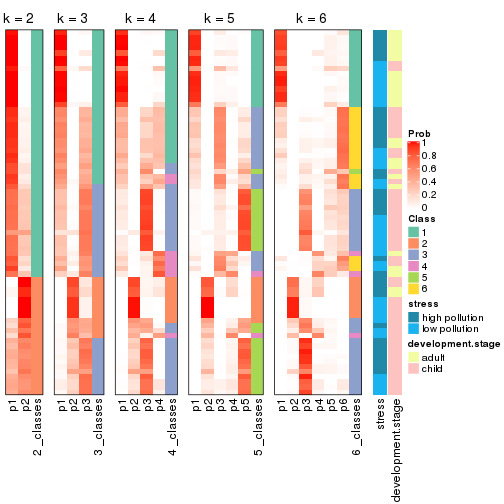 k = 2
k = 3
k = 4
k = 5
k = 6
p1
p2
2_classes
p1
p2
p3
3_classes
p1
p2
p3
p4
4_classes
p1
p2
p3
p4
p5
5_classes
p1
p2
p3
p4
p5
p6
6_classes
stress
development.stage
Prob
1
0.8
0.6
0.4
0.2
0
Class
1
2
3
4
5
6
stress
high pollution
low pollution
development.stage
adult
child